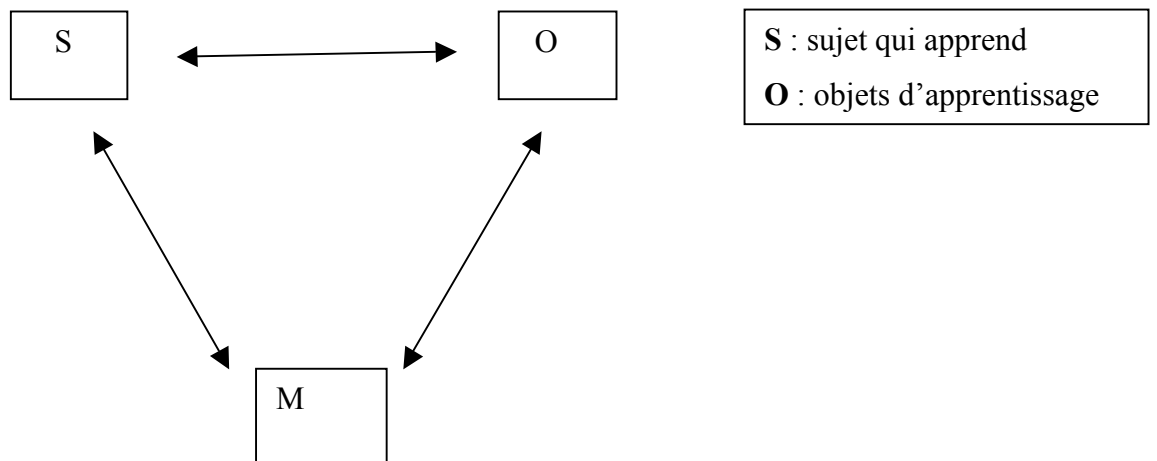 S
O
S : sujet qui apprend
O : objets d’apprentissage
M